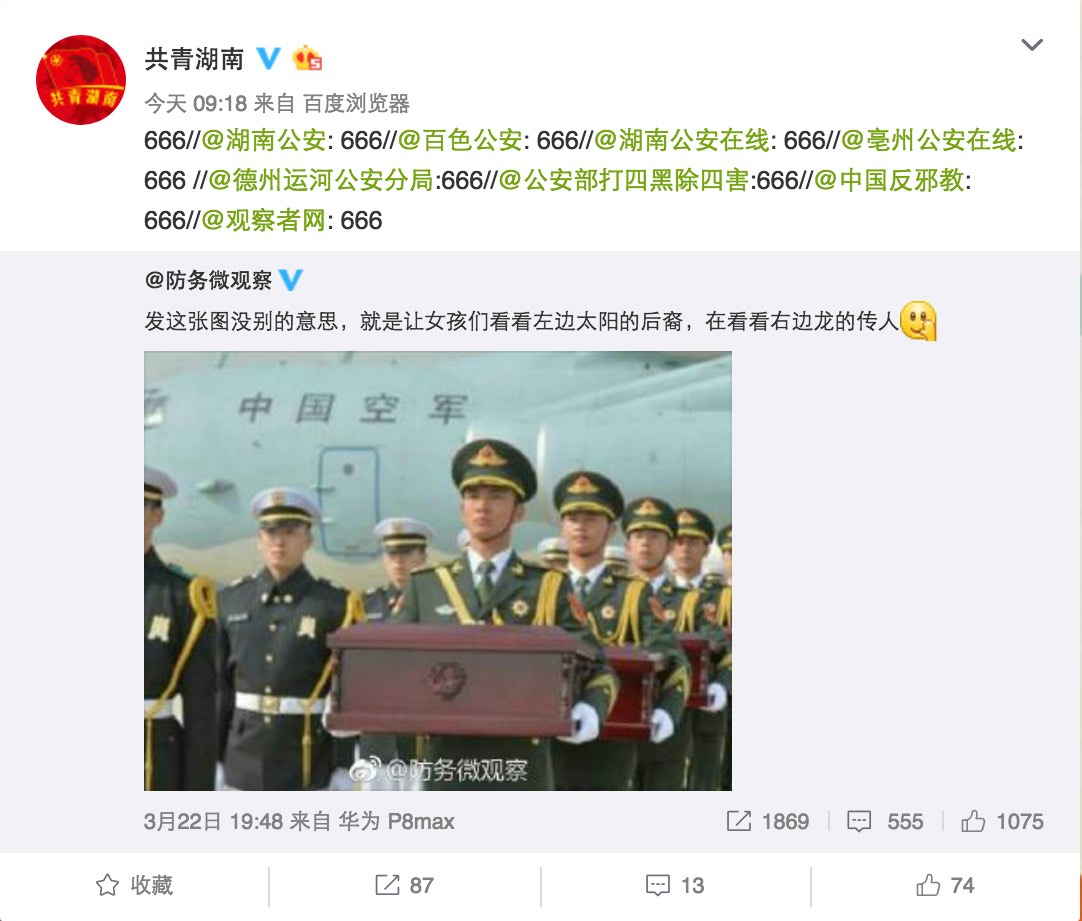 共青湖南
共青湖南
今天 09:18 来自 百度浏览器
666//@湖南公安: 666//@百色公安: 666//@湖南公安在线: 666//@亳州公安在线:
666 //@德州运河公安分局:666//@公安部打四黑除四害:666//@中国反邪教:
666//@观察者网: 666
@防务微观察
发这张图没别的意思，就是让女孩们看看左边太阳的后裔，在看看右边龙的传人
中国空军
@防务微观察
3月22日 19:48 来自 华为 P8max
1869 555 1075
收藏 87 13 74